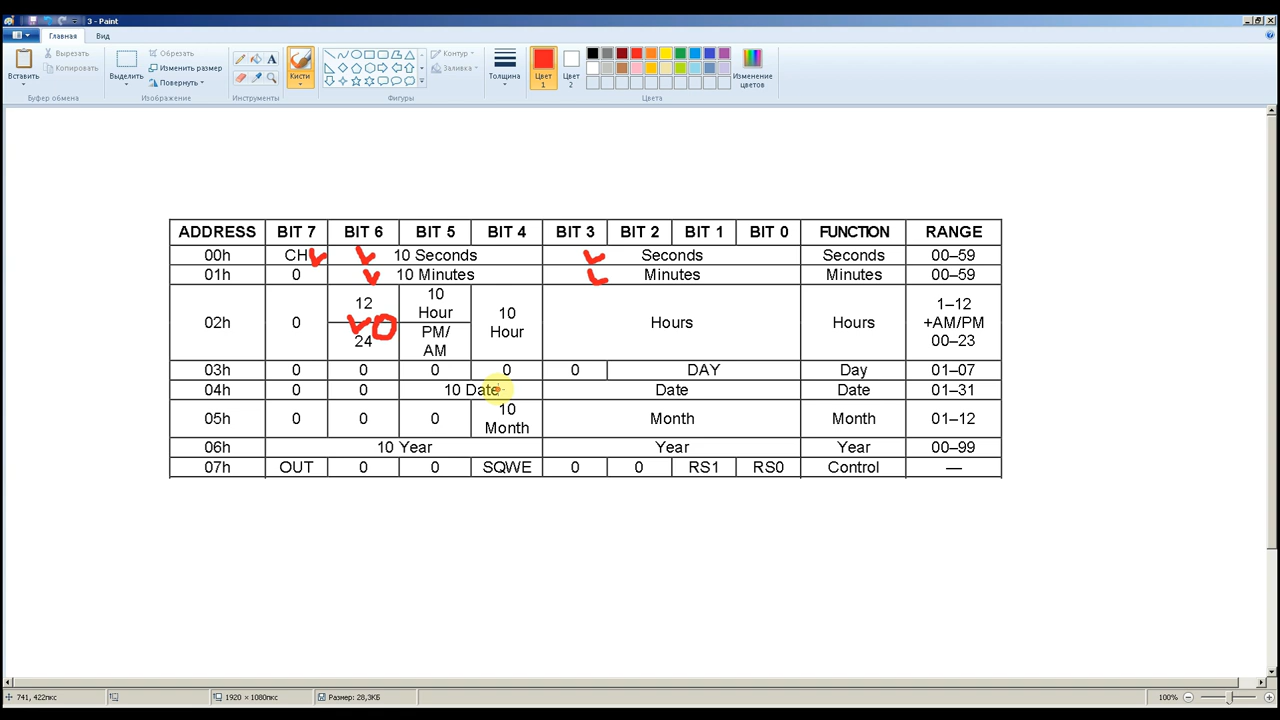 3 - Paint
Главная Вид
Вставить
Вырезать
Копировать
Буфер обмена
Выделить
Обрезать
Изменить размер
Повернуть
Изображение
A
Инструменты
Кисти
Фигуры
Контур
Заливка
Толщина
Цвет 1
Цвет 2
Изменение цветов
Цвета
ADDRESS BIT 7 BIT 6 BIT 5 BIT 4 BIT 3 BIT 2 BIT 1 BIT 0 FUNCTION RANGE
00h CH 10 Seconds Seconds Seconds 00–59
01h 0 10 Minutes Minutes Minutes 00–59
02h 0 12 24 10 Hour PM/ AM 10 Hour Hours Hours 1–12 +AM/PM 00–23
03h 0 0 0 0 0 DAY Day 01–07
04h 0 0 10 Date Date Date 01–31
05h 0 0 0 10 Month Month Month 01–12
06h 10 Year Year Year 00–99
07h OUT 0 0 SQWE 0 0 RS1 RS0 Control —
741, 422пкс
1920 × 1080пкс
Размер: 28,3КБ
100%